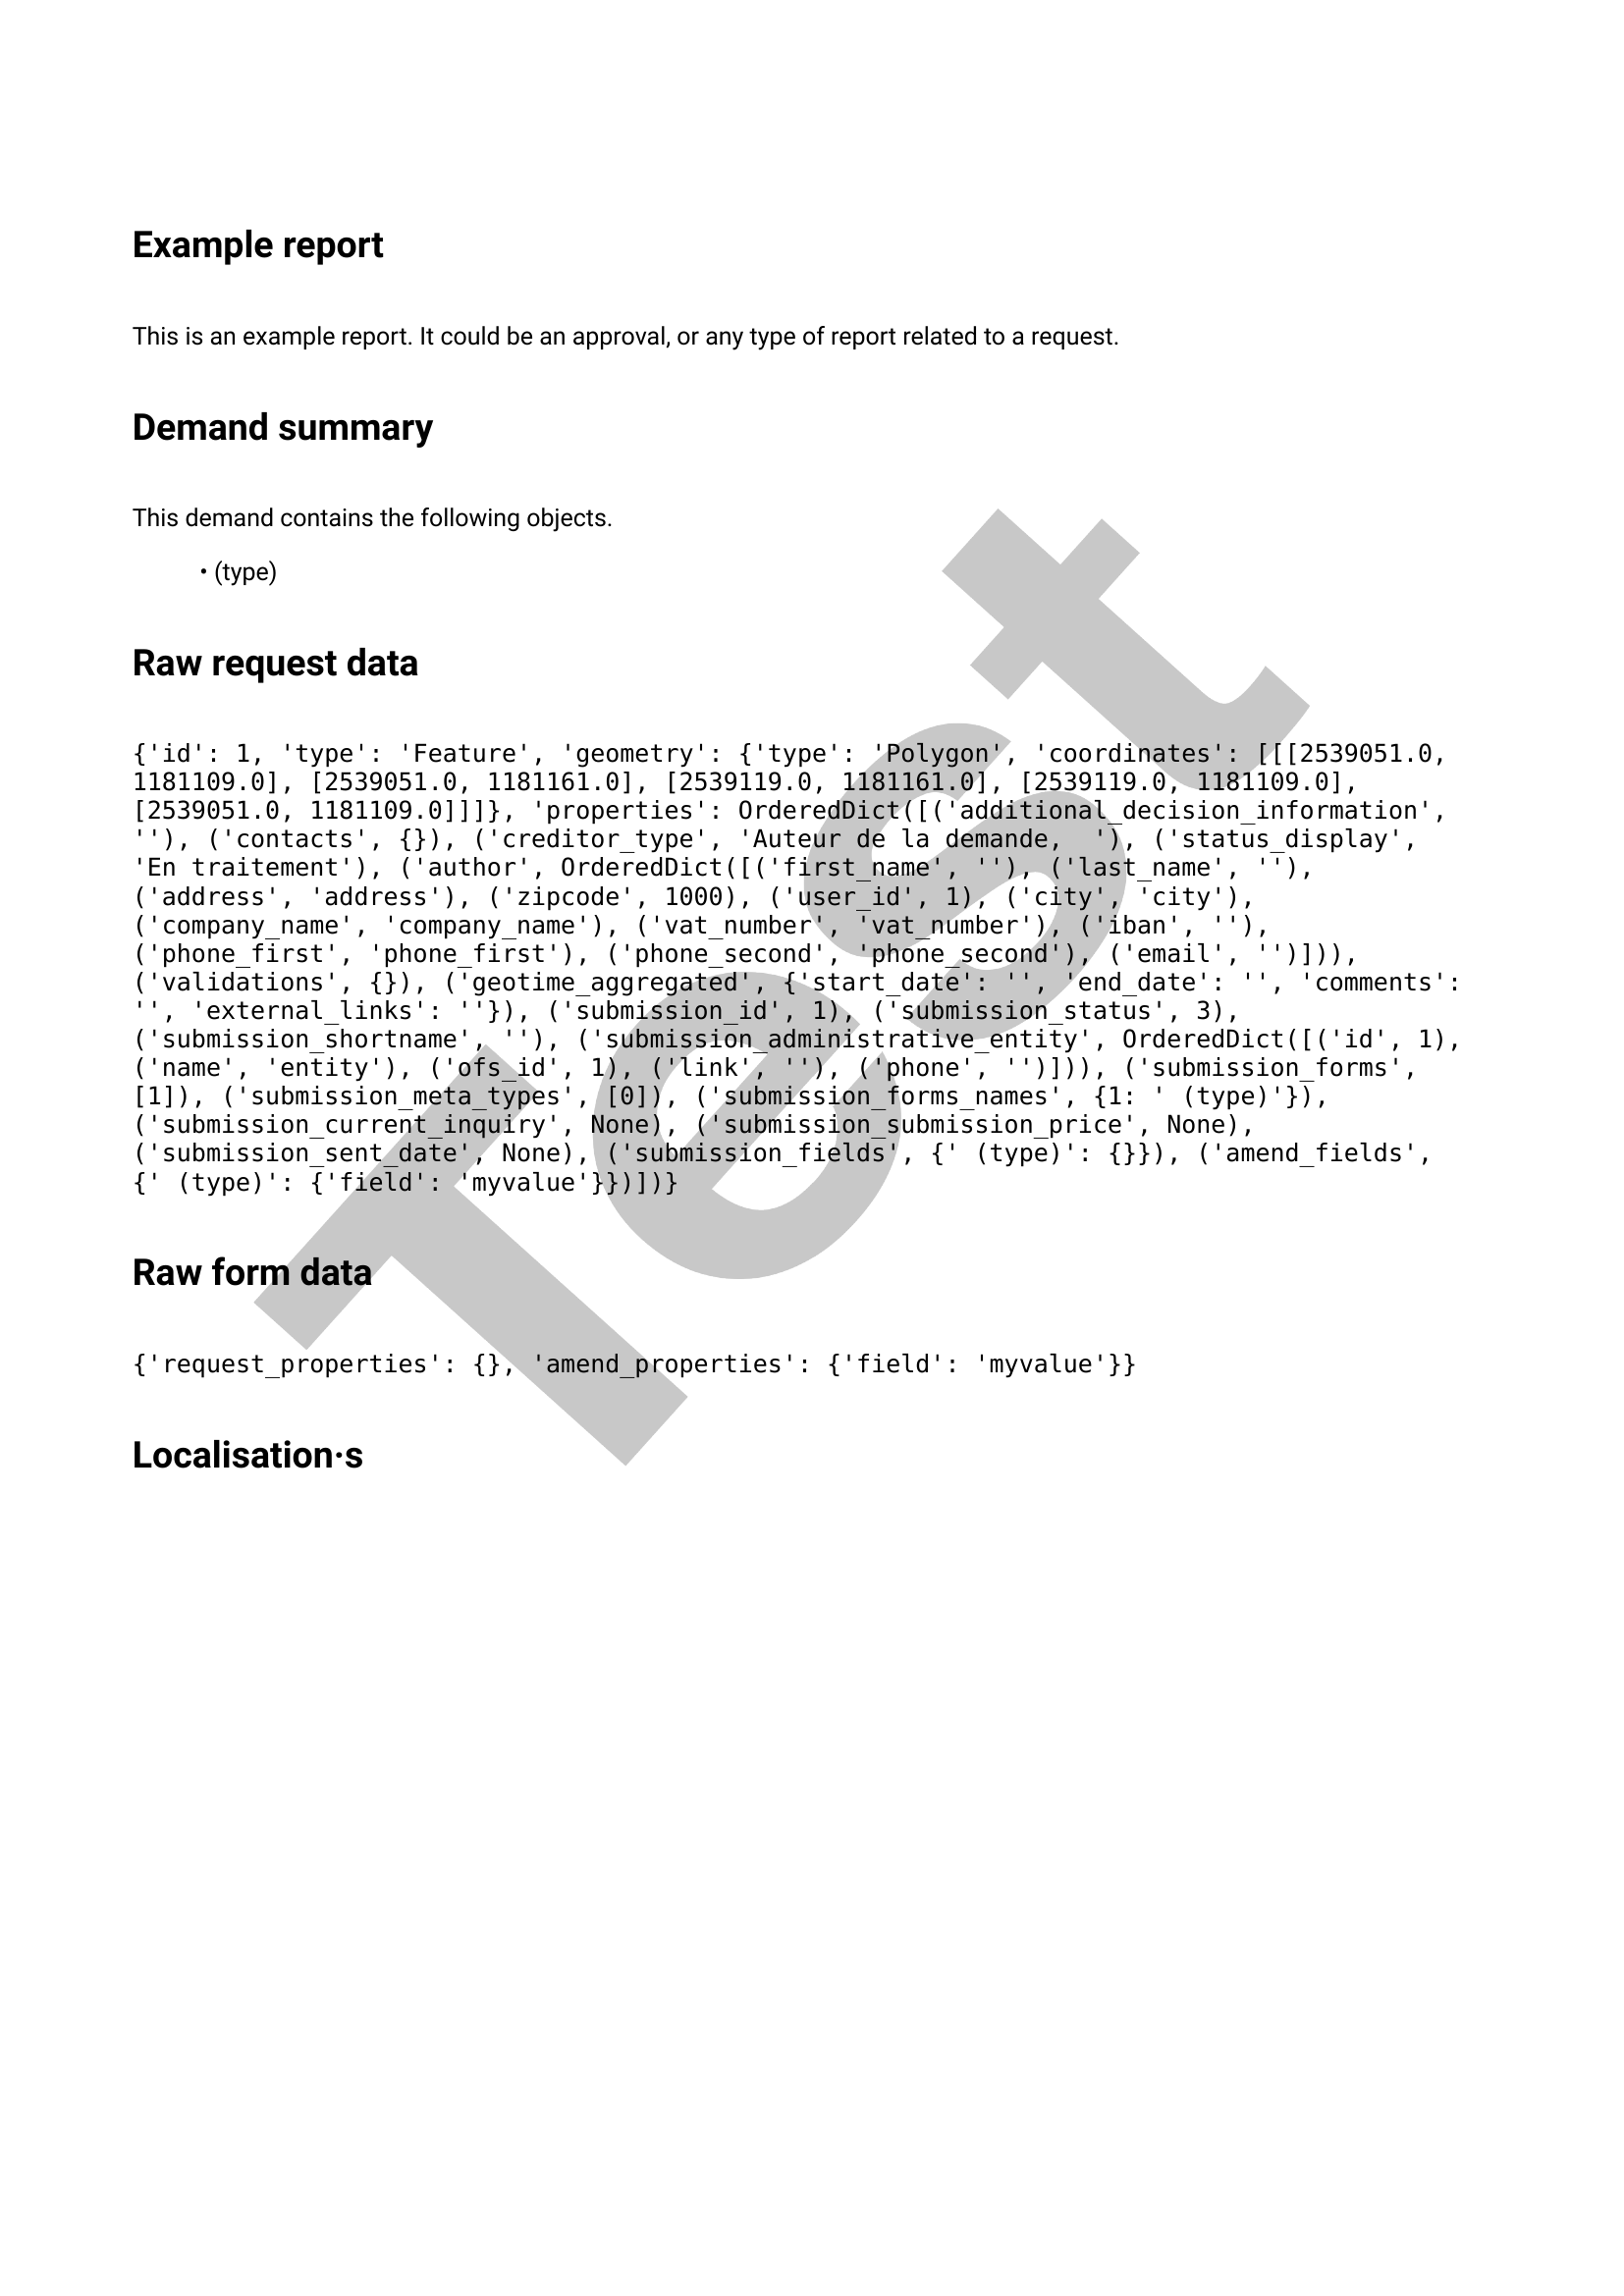 Example report
This is an example report. It could be an approval, or any type of report related to a request.
Demand summary
This demand contains the following objects.
• (type)
Raw request data
{'id': 1, 'type': 'Feature', 'geometry': {'type': 'Polygon', 'coordinates': [[[2539051.0,
1181109.0], [2539051.0, 1181161.0], [2539119.0, 1181161.0], [2539119.0, 1181109.0],
[2539051.0, 1181109.0]]]}, 'properties': OrderedDict([('additional_decision_information',
''), ('contacts', {}), ('creditor_type', 'Auteur de la demande,  '), ('status_display',
'En traitement'), ('author', OrderedDict([('first_name', ''), ('last_name', ''),
('address', 'address'), ('zipcode', 1000), ('user_id', 1), ('city', 'city'),
('company_name', 'company_name'), ('vat_number', 'vat_number'), ('iban', ''),
('phone_first', 'phone_first'), ('phone_second', 'phone_second'), ('email', '')])),
('validations', {}), ('geotime_aggregated', {'start_date': '', 'end_date': '', 'comments':
'', 'external_links': ''}), ('submission_id', 1), ('submission_status', 3),
('submission_shortname', ''), ('submission_administrative_entity', OrderedDict([('id', 1),
('name', 'entity'), ('ofs_id', 1), ('link', ''), ('phone', '')])), ('submission_forms',
[1]), ('submission_meta_types', [0]), ('submission_forms_names', {1: ' (type)'}),
('submission_current_inquiry', None), ('submission_submission_price', None),
('submission_sent_date', None), ('submission_fields', {' (type)': {}}), ('amend_fields',
{' (type)': {'field': 'myvalue'}})])}
Raw form data
{'request_properties': {}, 'amend_properties': {'field': 'myvalue'}}
Localisation·s
Test